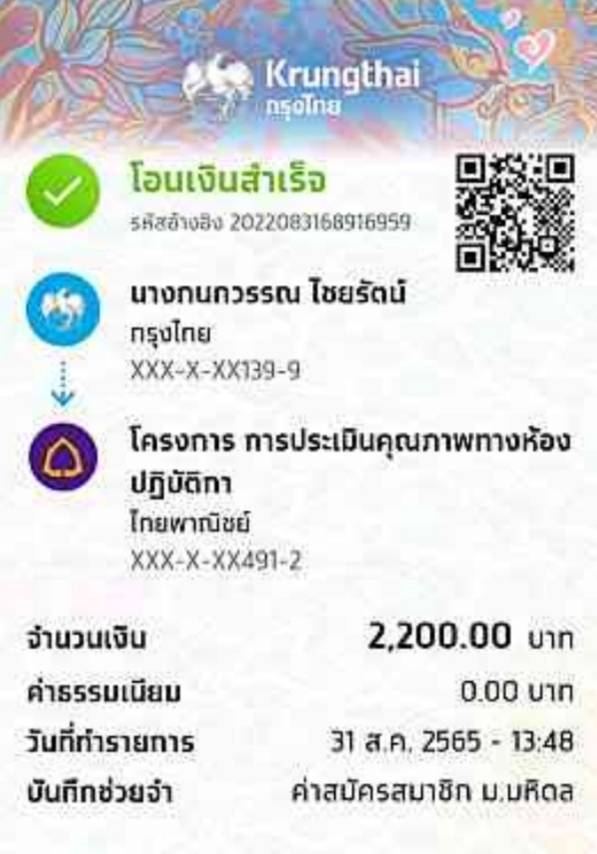 Krungthai
กรุงไทย
โอนเงินสำเร็จ
รหัสอ้างอิง 2022083168916959
นางกนกวรรณ ไชยรัตน์
กรุงไทย
XXX-X-XX139-9
โครงการ การประเมินคุณภาพทางห้อง
ปฏิบัติกา
ไทยพาณิชย์
XXX-X-XX491-2
จำนวนเงิน 2,200.00 บาท
ค่าธรรมเนียม 0.00 บาท
วันที่ทำรายการ 31 ส.ค. 2565 - 13:48
บันทึกช่วยจำ ค่าสมัครสมาชิก ม.มหิดล